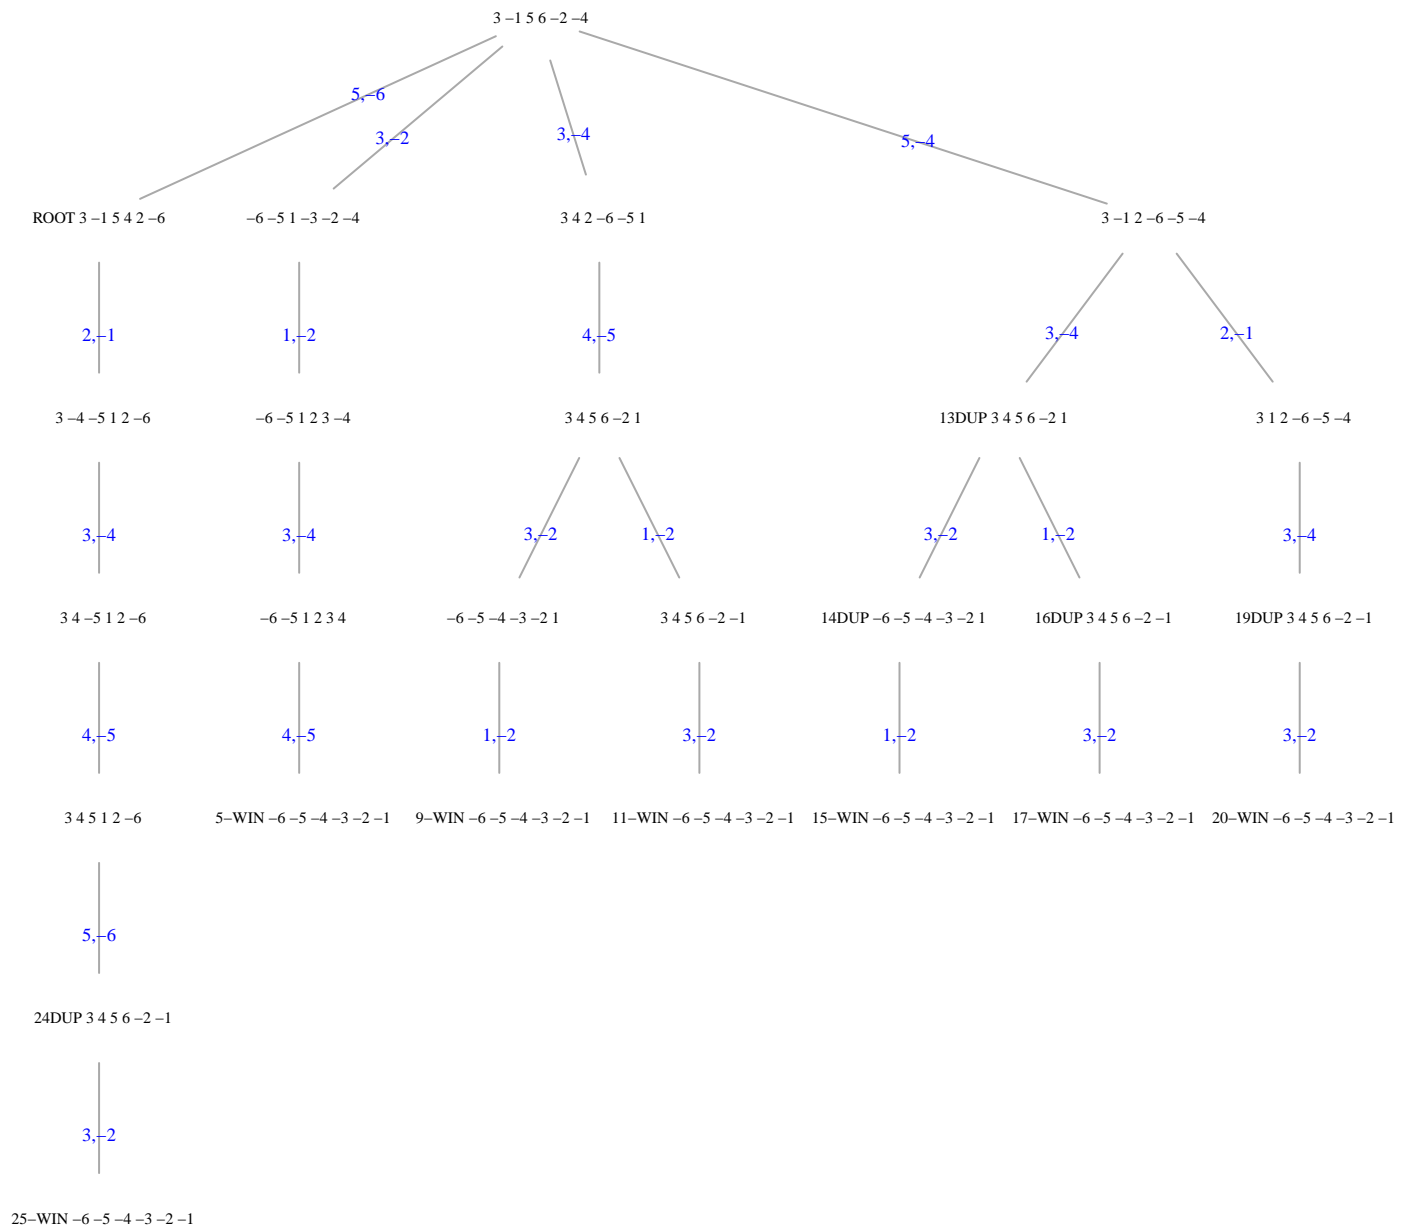 3 –1 5 6 –2 –4
5,–6
3,–2
3,–4
5,–4
ROOT 3 –1 5 4 2 –6
–6 –5 1 –3 –2 –4
3 4 2 –6 –5 1
3 –1 2 –6 –5 –4
2,–1
1,–2
4,–5
3,–4
2,–1
3 –4 –5 1 2 –6
–6 –5 1 2 3 –4
3 4 5 6 –2 1
13DUP 3 4 5 6 –2 1
3 1 2 –6 –5 –4
3,–4
3,–4
3,–2
1,–2
3,–2
1,–2
3,–4
3 4 –5 1 2 –6
–6 –5 1 2 3 4
–6 –5 –4 –3 –2 1
3 4 5 6 –2 –1
14DUP –6 –5 –4 –3 –2 1
16DUP 3 4 5 6 –2 –1
19DUP 3 4 5 6 –2 –1
4,–5
4,–5
1,–2
3,–2
1,–2
3,–2
3,–2
3 4 5 1 2 –6
5–WIN –6 –5 –4 –3 –2 –1
9–WIN –6 –5 –4 –3 –2 –1
11–WIN –6 –5 –4 –3 –2 –1
15–WIN –6 –5 –4 –3 –2 –1
17–WIN –6 –5 –4 –3 –2 –1
20–WIN –6 –5 –4 –3 –2 –1
5,–6
24DUP 3 4 5 6 –2 –1
3,–2
25–WIN –6 –5 –4 –3 –2 –1